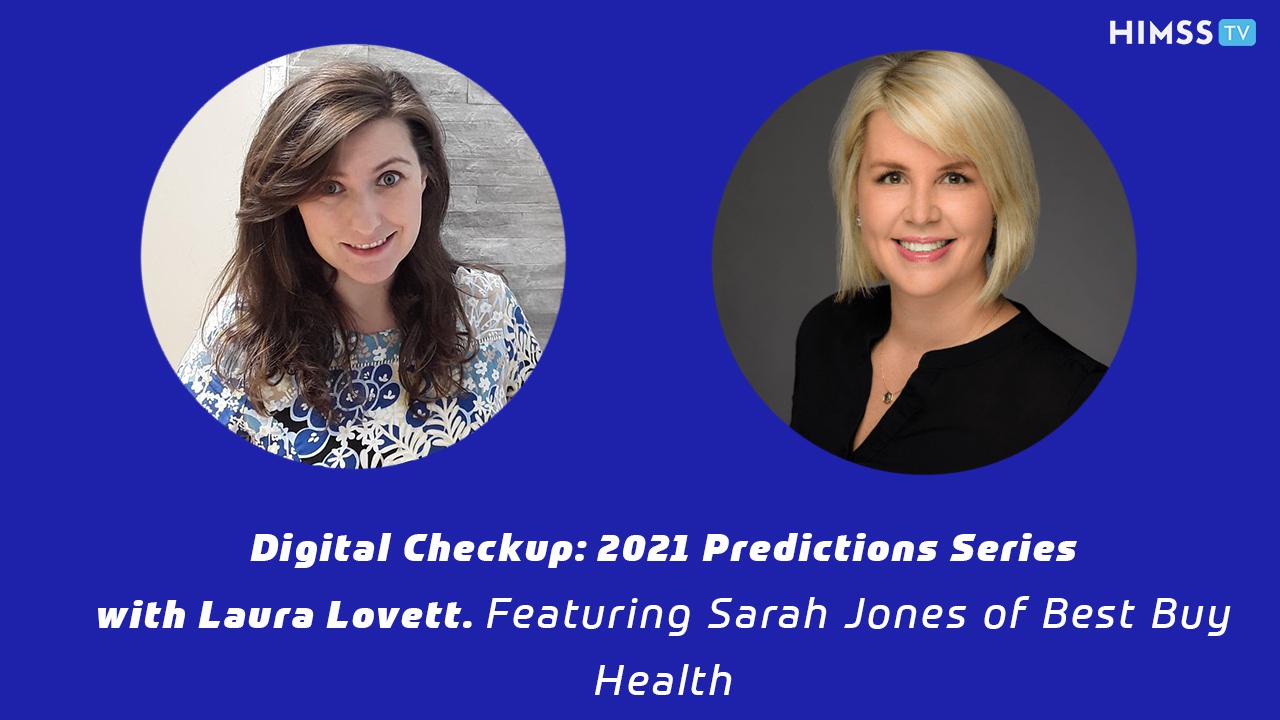 HIMSS TV
Digital Checkup: 2021 Predictions Series
with Laura Lovett. Featuring Sarah Jones of Best Buy
Health